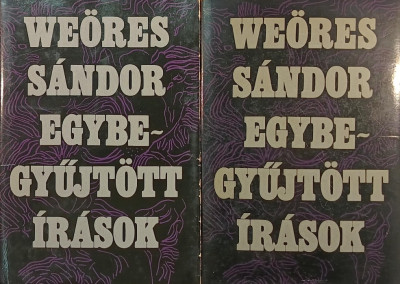 WEÖRES
SÁNDOR
EGYBE~
GYŰJTÖTT
ÍRÁSOK
WEÖRES
SÁNDOR
EGYBE~
GYŰJTÖTT
ÍRÁSOK